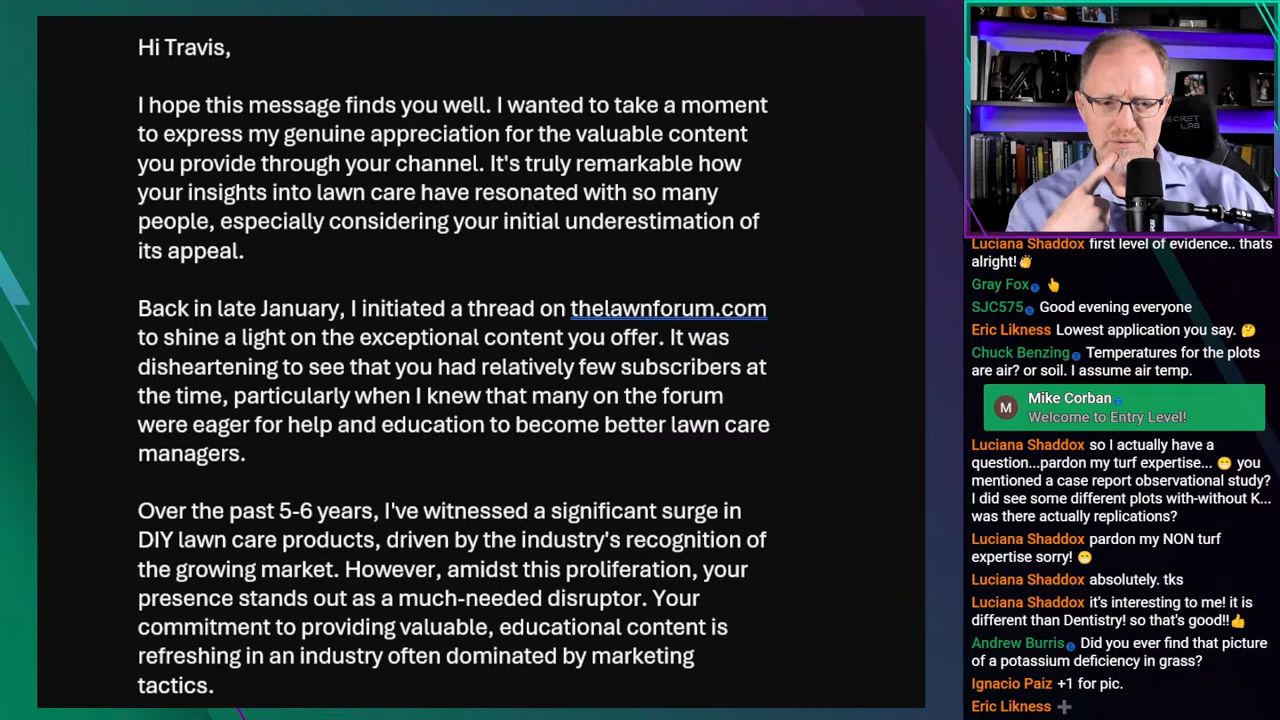 Hi Travis,
I hope this message finds you well. I wanted to take a moment
to express my genuine appreciation for the valuable content
you provide through your channel. It's truly remarkable how
your insights into lawn care have resonated with so many
people, especially considering your initial underestimation of
its appeal.
Back in late January, I initiated a thread on thelawnforum.com
to shine a light on the exceptional content you offer. It was
disheartening to see that you had relatively few subscribers at
the time, particularly when I knew that many on the forum
were eager for help and education to become better lawn care
managers.
Over the past 5-6 years, I've witnessed a significant surge in
DIY lawn care products, driven by the industry's recognition of
the growing market. However, amidst this proliferation, your
presence stands out as a much-needed disruptor. Your
commitment to providing valuable, educational content is
refreshing in an industry often dominated by marketing
tactics.
SECRET
LAB
Luciana Shaddox first level of evidence.. thats
alright!👏
Gray Fox 👆
SJC575 Good evening everyone
Eric Likness Lowest application you say. 🤔
Chuck Benzing Temperatures for the plots
are air? or soil. I assume air temp.
M
Mike Corban
Welcome to Entry Level!
Luciana Shaddox so I actually have a
question...pardon my turf expertise... 😁 you
mentioned a case report observational study?
I did see some different plots with-without K...
was there actually replications?
Luciana Shaddox pardon my NON turf
expertise sorry! 😁
Luciana Shaddox absolutely. tks
Luciana Shaddox it's interesting to me! it is
different than Dentistry! so that's good!!👍
Andrew Burris Did you ever find that picture
of a potassium deficiency in grass?
Ignacio Paiz +1 for pic.
Eric Likness ➕